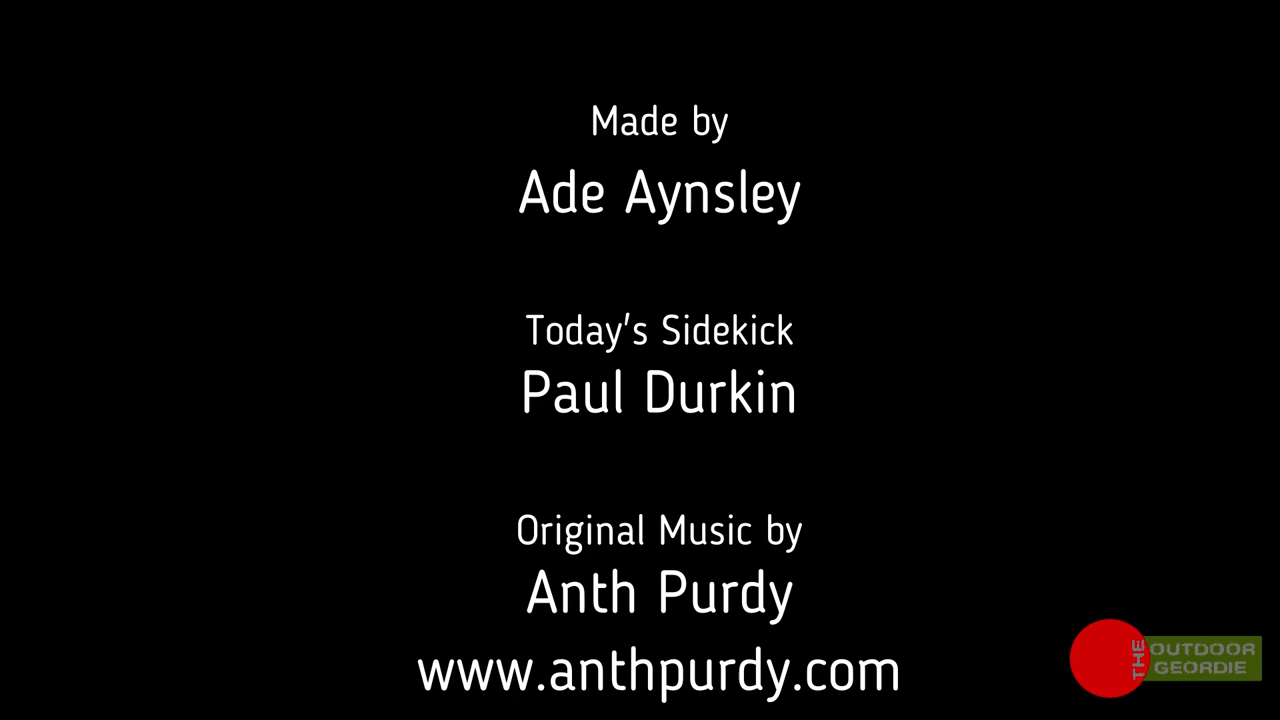 Made by
Ade Aynsley
Today's Sidekick
Paul Durkin
Original Music by
Anth Purdy
www.anthpurdy.com
THE
OUTDOOR
GEORDIE